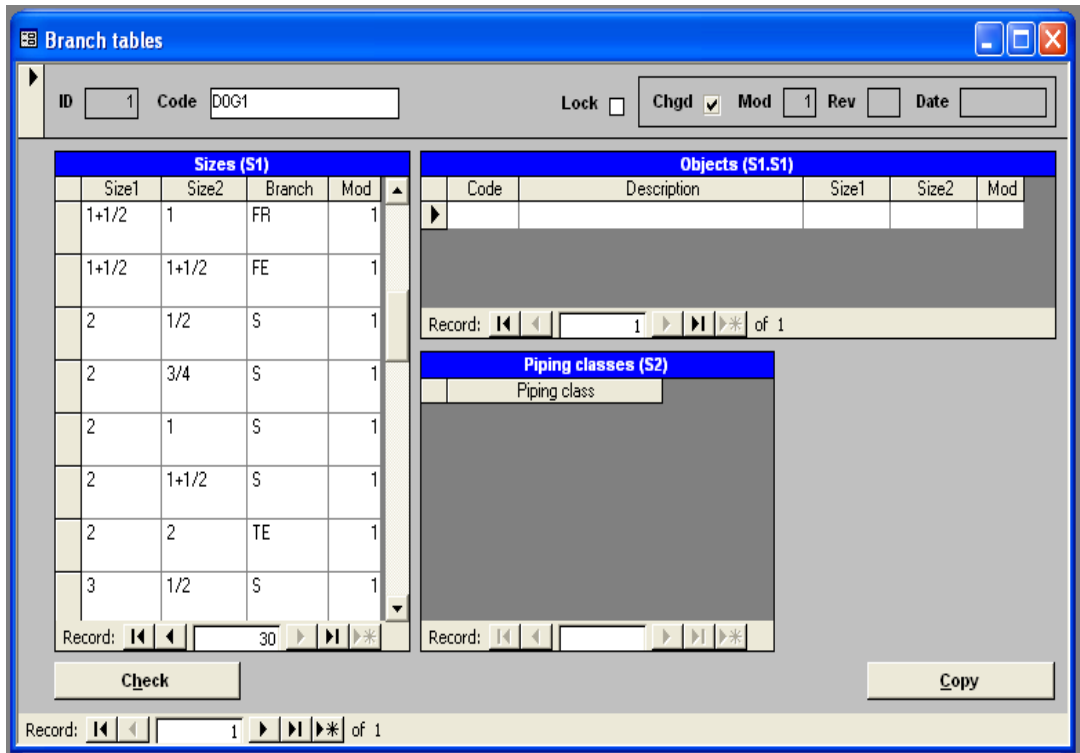 Branch tables
ID 1 Code D0G1 Lock Chgd Mod 1 Rev Date
Sizes (S1)
Size1 Size2 Branch Mod
1+1/2 1 FR 1
1+1/2 1+1/2 FE 1
2 1/2 S 1
2 3/4 S 1
2 1 S 1
2 1+1/2 S 1
2 2 TE 1
3 1/2 S 1
Record: 30
Objects (S1.S1)
Code Description Size1 Size2 Mod
Record: 1 of 1
Piping classes (S2)
Piping class
Record:
Check
Copy
Record: 1 of 1